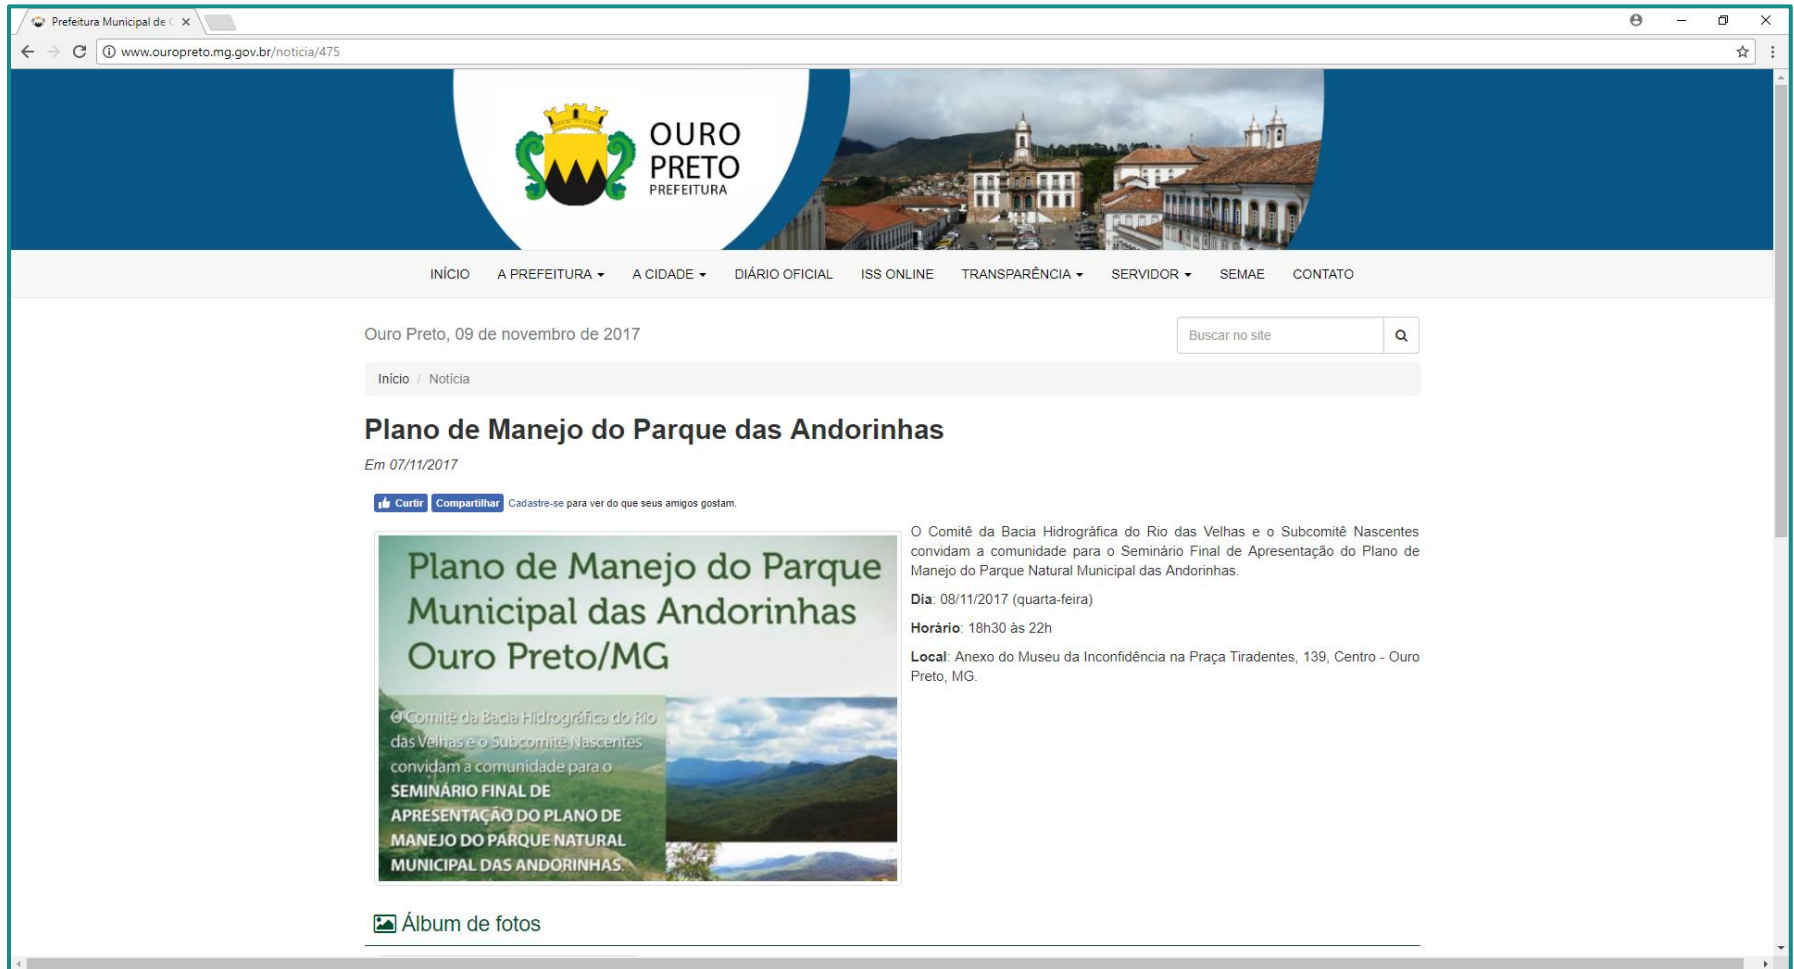 Prefeitura Municipal de
www.ouropreto.mg.gov.br/noticia/475
OURO
PRETO
PREFEITURA
INÍCIO A PREFEITURA A CIDADE DIÁRIO OFICIAL ISS ONLINE TRANSPARÊNCIA SERVIDOR SEMAE CONTATO
Ouro Preto, 09 de novembro de 2017
Buscar no site
Início / Notícia
Plano de Manejo do Parque das Andorinhas
Em 07/11/2017
Curtir Compartilhar Cadastre-se para ver do que seus amigos gostam.
Plano de Manejo do Parque
Municipal das Andorinhas
Ouro Preto/MG
O Comitê da Bacia Hidrográfica do Rio
das Velhas e o Subcomitê Nascentes
convidam a comunidade para o
SEMINÁRIO FINAL DE
APRESENTAÇÃO DO PLANO DE
MANEJO DO PARQUE NATURAL
MUNICIPAL DAS ANDORINHAS.
O Comitê da Bacia Hidrográfica do Rio das Velhas e o Subcomitê Nascentes
convidam a comunidade para o Seminário Final de Apresentação do Plano de
Manejo do Parque Natural Municipal das Andorinhas.
Dia: 08/11/2017 (quarta-feira)
Horário: 18h30 às 22h
Local: Anexo do Museu da Inconfidência na Praça Tiradentes, 139, Centro - Ouro
Preto, MG.
Álbum de fotos